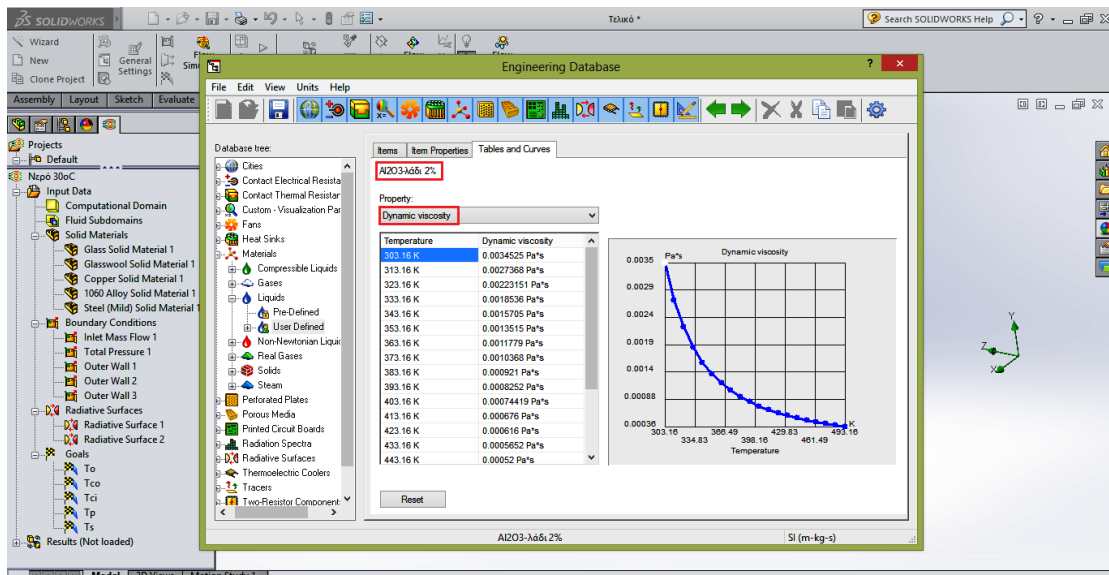 SOLIDWORKS
Τελικό *
Search SOLIDWORKS Help
Wizard
New
Clone Project
General
Settings
Assembly
Layout
Sketch
Evaluate
Projects
Default
Νερό 30oC
Input Data
Computational Domain
Fluid Subdomains
Solid Materials
Glass Solid Material 1
Glasswool Solid Material 1
Copper Solid Material 1
1060 Alloy Solid Material 1
Steel (Mild) Solid Material 1
Boundary Conditions
Inlet Mass Flow 1
Total Pressure 1
Outer Wall 1
Outer Wall 2
Outer Wall 3
Radiative Surfaces
Radiative Surface 1
Radiative Surface 2
Goals
To
Tco
Tci
Tp
Ts
Results (Not loaded)
Engineering Database
File Edit View Units Help
Database tree:
Cities
Contact Electrical Resista
Contact Thermal Resistar
Custom - Visualization Par
Fans
Heat Sinks
Materials
Compressible Liquids
Gases
Liquids
Pre-Defined
User Defined
Non-Newtonian Liquid
Real Gases
Solids
Steam
Perforated Plates
Porous Media
Printed Circuit Boards
Radiation Spectra
Radiative Surfaces
Thermoelectric Coolers
Tracers
Two-Resistor Component
Items Item Properties Tables and Curves
Al2O3-λάδι 2%
Property:
Dynamic viscosity
Temperature Dynamic viscosity
303.16 K 0.0034525 Pa*s
313.16 K 0.0027368 Pa*s
323.16 K 0.00223151 Pa*s
333.16 K 0.0018536 Pa*s
343.16 K 0.0015705 Pa*s
353.16 K 0.0013515 Pa*s
363.16 K 0.0011779 Pa*s
373.16 K 0.0010368 Pa*s
383.16 K 0.000921 Pa*s
393.16 K 0.0008252 Pa*s
403.16 K 0.00074419 Pa*s
413.16 K 0.000676 Pa*s
423.16 K 0.000616 Pa*s
433.16 K 0.0005652 Pa*s
443.16 K 0.00052 Pa*s
Reset
Dynamic viscosity
Pa*s
0.0035
0.0029
0.0024
0.0019
0.0014
0.00088
0.00036
303.16 366.49 429.83 493.16 K
334.83 398.16 461.49
Temperature
Al2O3-λάδι 2% SI (m-kg-s)
Y
Z
X